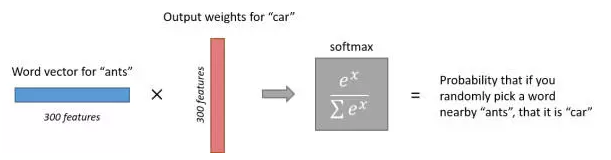 Output weights for “car”
softmax
Word vector for “ants”
300 features
×
300 features
e^x
∑e^x
=
Probability that if you
randomly pick a word
nearby “ants”, that it is “car”